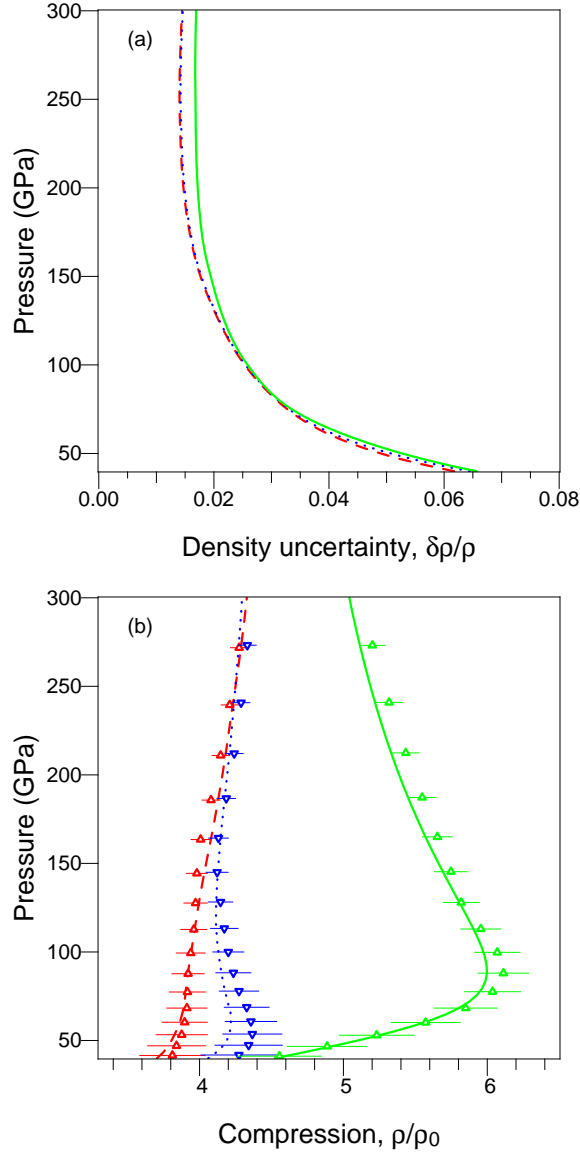 300
(a)
250
200
Pressure (GPa)
150
100
50
0.00 0.02 0.04 0.06 0.08
Density uncertainty, δρ/ρ
300
(b)
250
200
Pressure (GPa)
150
100
50
4 5 6
Compression, ρ/ρ0